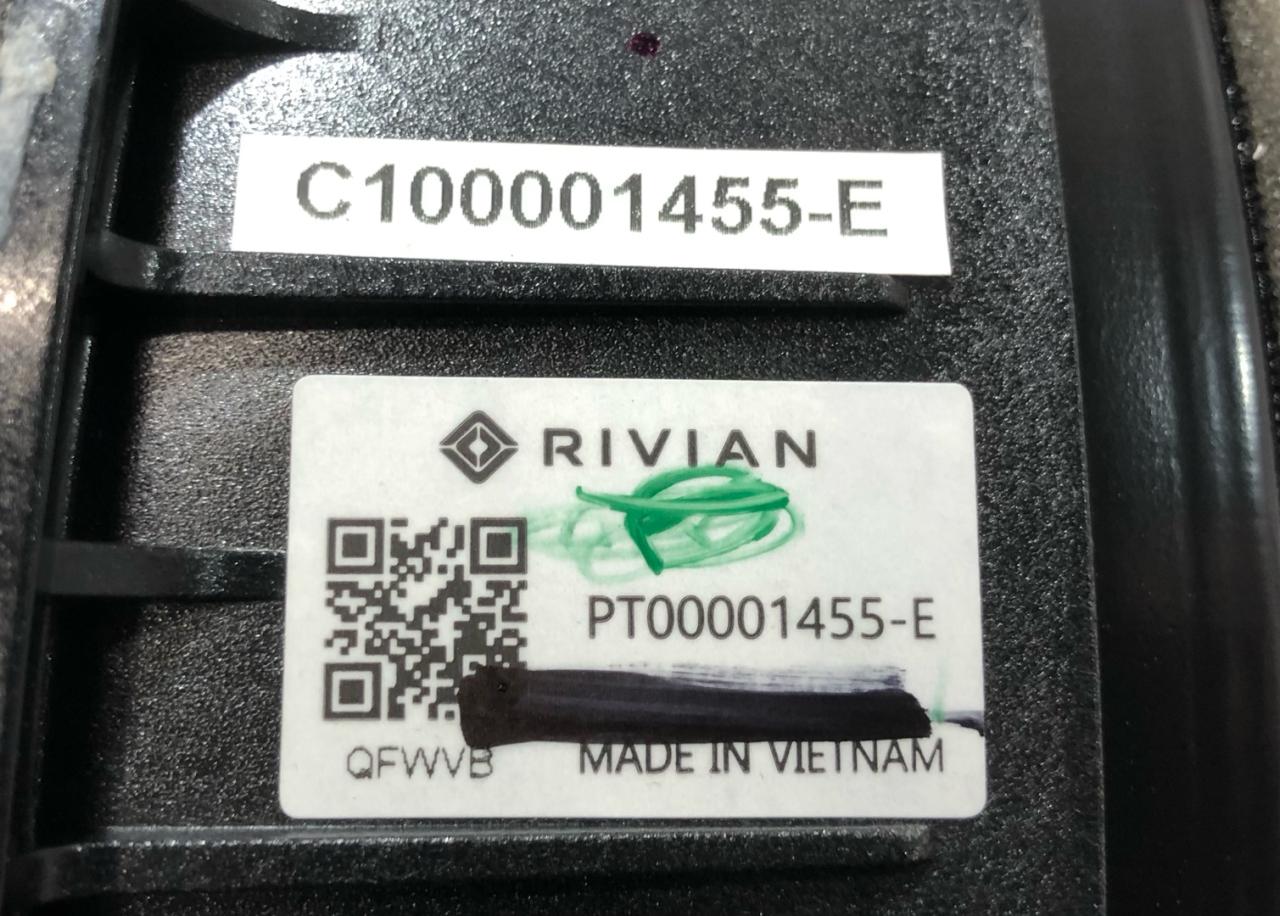 C100001455-E
RIVIAN
PT00001455-E
QFWVB
MADE IN VIETNAM